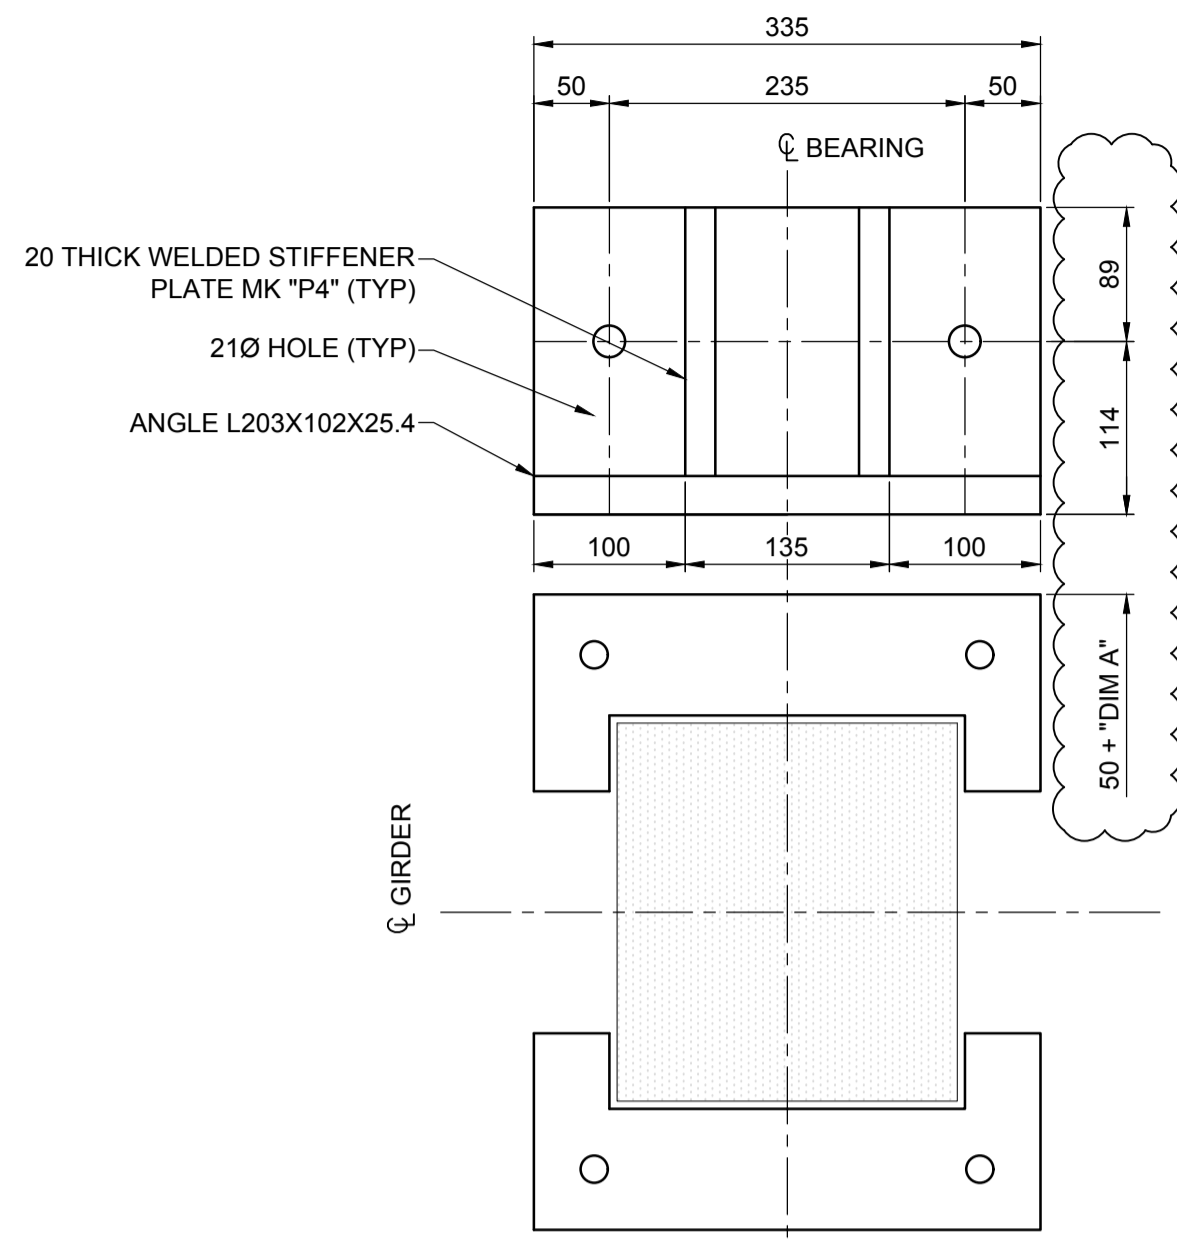 335
50
235
50
℄ BEARING
20 THICK WELDED STIFFENER
PLATE MK "P4" (TYP)
89
21Ø HOLE (TYP)
ANGLE L203X102X25.4
114
100
135
100
50 + "DIM A"
℄ GIRDER